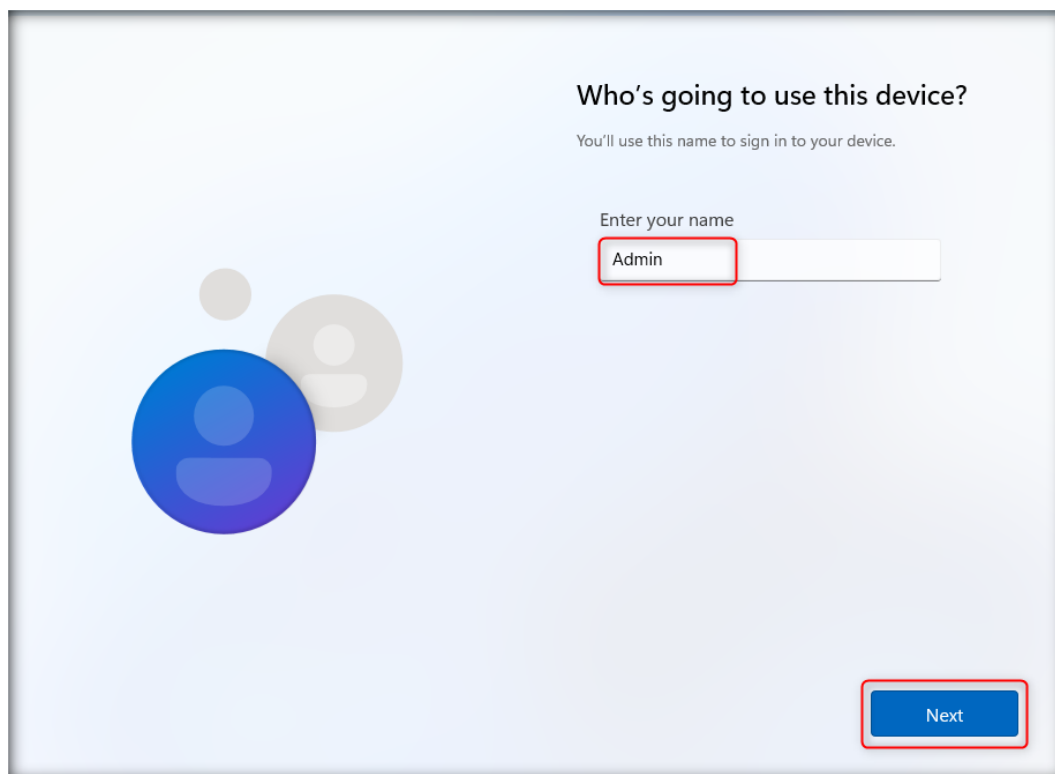 Who's going to use this device?
You'll use this name to sign in to your device.
Enter your name
Admin
Next